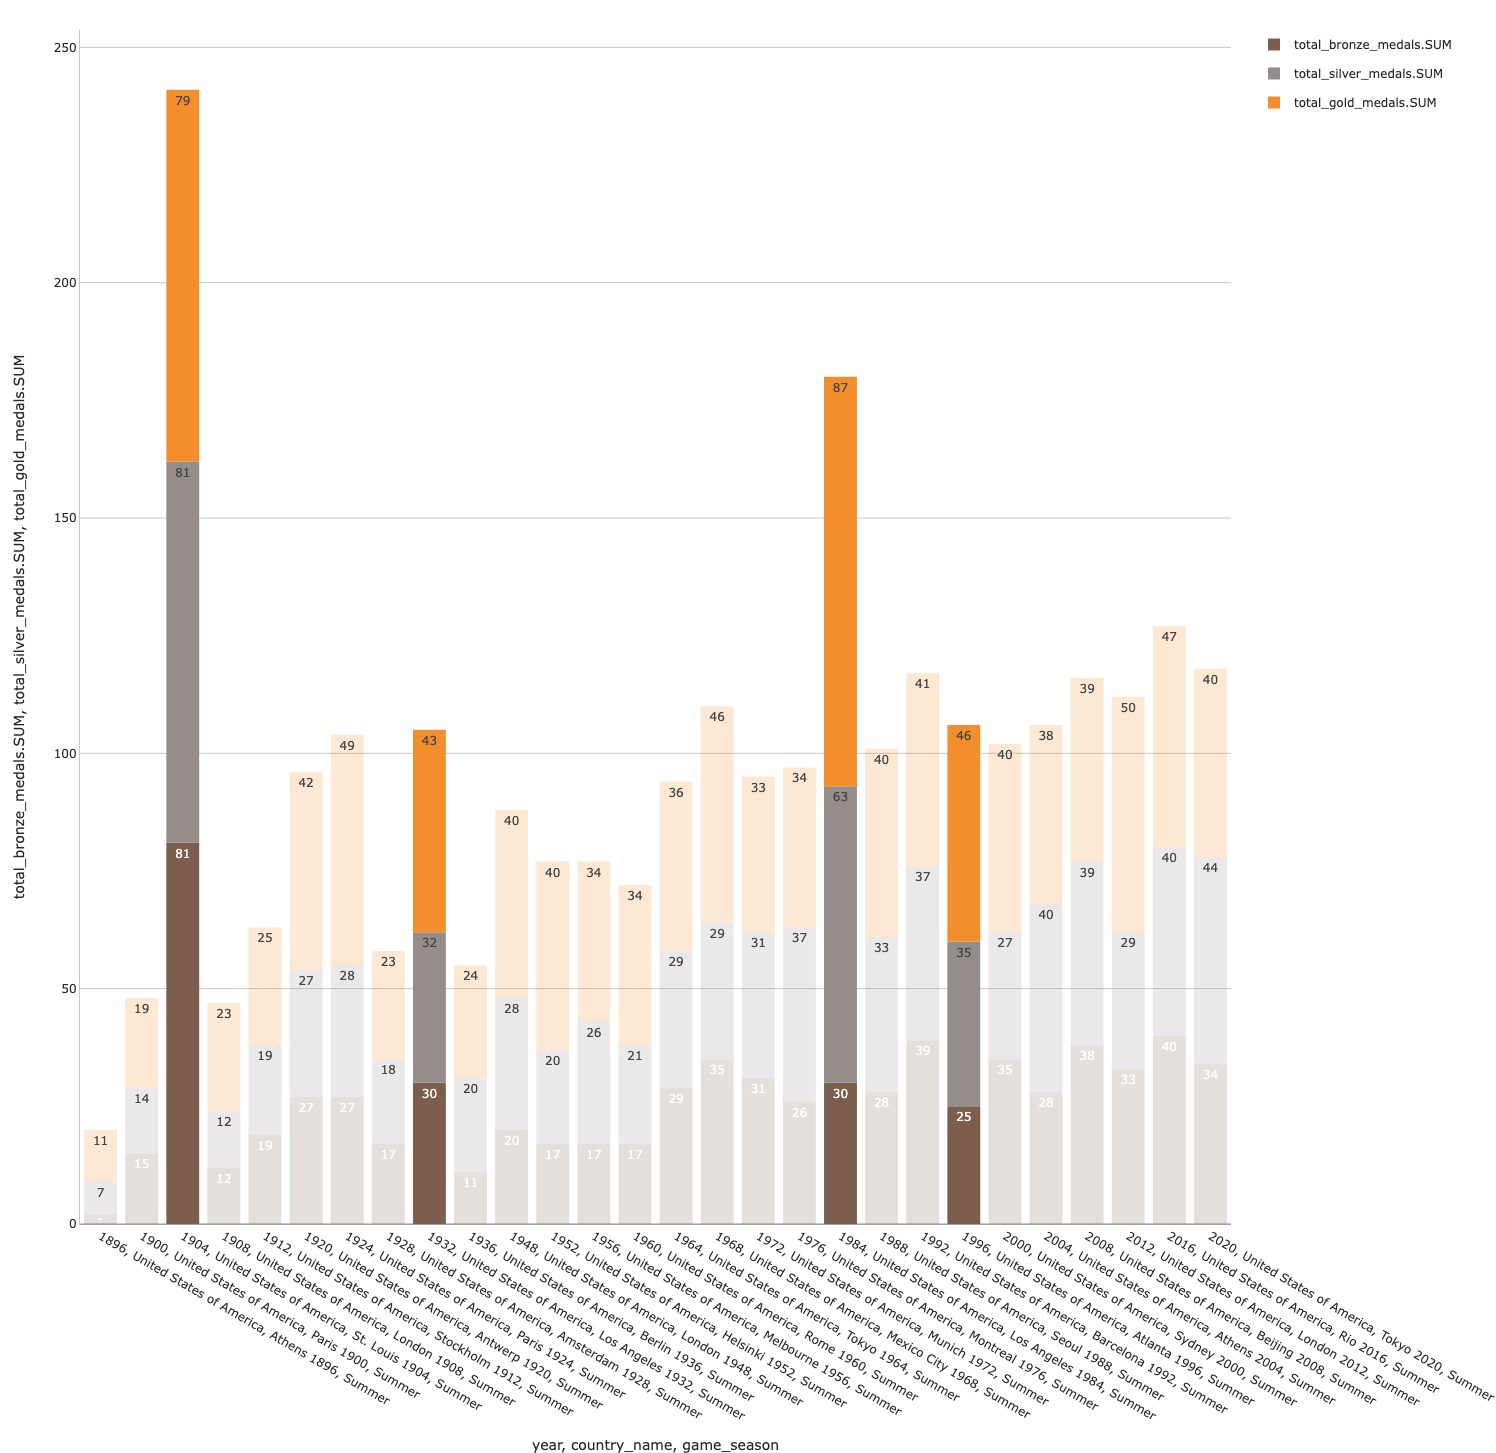 total_bronze_medals.SUM
total_silver_medals.SUM
total_gold_medals.SUM
total_bronze_medals.SUM, total_silver_medals.SUM, total_gold_medals.SUM
250
200
150
100
50
0
11
7
19
14
15
79
81
81
23
12
12
25
19
19
42
27
27
49
28
27
23
18
17
43
32
30
24
20
11
40
28
20
40
20
17
34
26
17
34
21
17
36
29
29
46
29
35
33
31
31
34
37
26
87
63
30
40
33
28
41
37
39
46
35
25
40
27
35
38
40
28
39
39
38
50
29
33
47
40
40
40
44
34
1896, United States of America, Athens 1896, Summer
1900, United States of America, Paris 1900, Summer
1904, United States of America, St. Louis 1904, Summer
1908, United States of America, London 1908, Summer
1912, United States of America, Stockholm 1912, Summer
1920, United States of America, Antwerp 1920, Summer
1924, United States of America, Paris 1924, Summer
1928, United States of America, Amsterdam 1928, Summer
1932, United States of America, Los Angeles 1932, Summer
1936, United States of America, Berlin 1936, Summer
1948, United States of America, London 1948, Summer
1952, United States of America, Helsinki 1952, Summer
1956, United States of America, Melbourne 1956, Summer
1960, United States of America, Rome 1960, Summer
1964, United States of America, Tokyo 1964, Summer
1968, United States of America, Mexico City 1968, Summer
1972, United States of America, Munich 1972, Summer
1976, United States of America, Montreal 1976, Summer
1984, United States of America, Los Angeles 1984, Summer
1988, United States of America, Seoul 1988, Summer
1992, United States of America, Barcelona 1992, Summer
1996, United States of America, Atlanta 1996, Summer
2000, United States of America, Sydney 2000, Summer
2004, United States of America, Athens 2004, Summer
2008, United States of America, Beijing 2008, Summer
2012, United States of America, London 2012, Summer
2016, United States of America, Rio 2016, Summer
2020, United States of America, Tokyo 2020, Summer
year, country_name, game_season